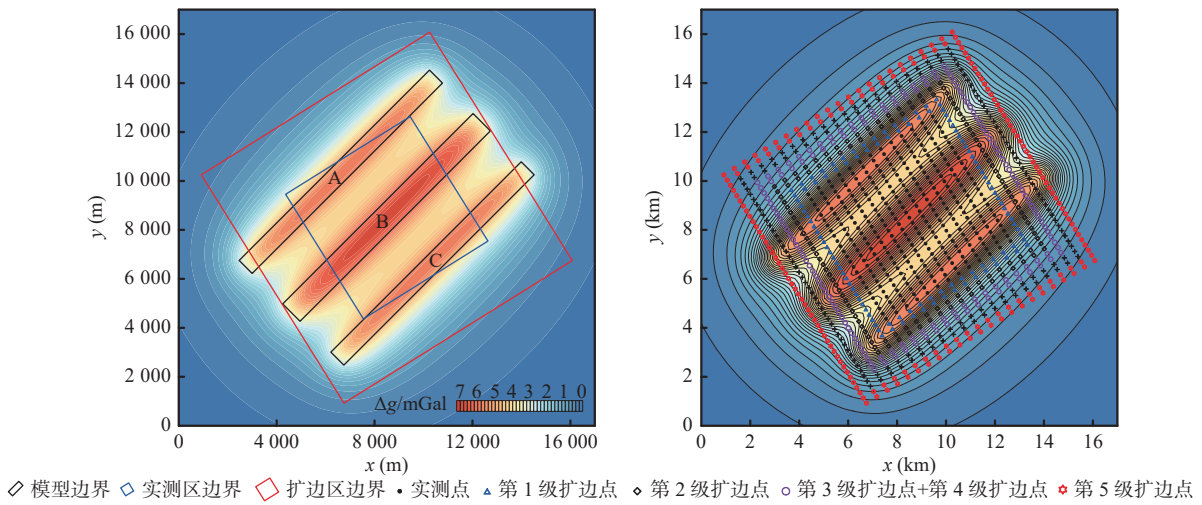 16 000
14 000
12 000
10 000
8 000
6 000
4 000
2 000
0
y (m)
A
B
C
Δg/mGal
7 6 5 4 3 2 1 0
0 4 000 8 000 12 000 16 000
x (m)
16
14
12
10
8
6
4
2
0
y (km)
0 2 4 6 8 10 12 14 16
x (km)
模型边界 实测区边界 扩边区边界 实测点 第 1 级扩边点 第 2 级扩边点 第 3 级扩边点+第 4 级扩边点 第 5 级扩边点